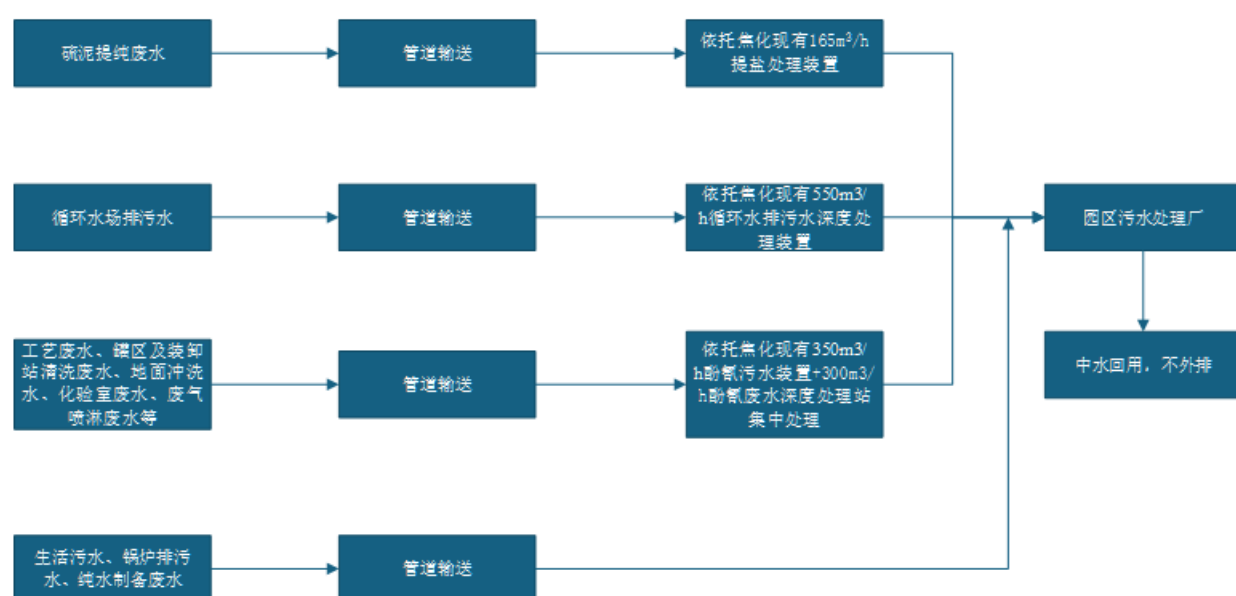 硫泥提纯废水
管道输送
依托焦化现有165m³/h
提盐处理装置
循环水场排污水
管道输送
依托焦化现有550m3/
h循环水排污水深度处
理装置
园区污水处理厂
工艺废水、罐区及装卸
站清洗废水、地面冲洗
水、化验室废水、废气
喷淋废水等
管道输送
依托焦化现有350m3/
h酚氰污水装置+300m3/
h酚氰废水深度处理站
集中处理
中水回用，不外排
生活污水、锅炉排污
水、纯水制备废水
管道输送